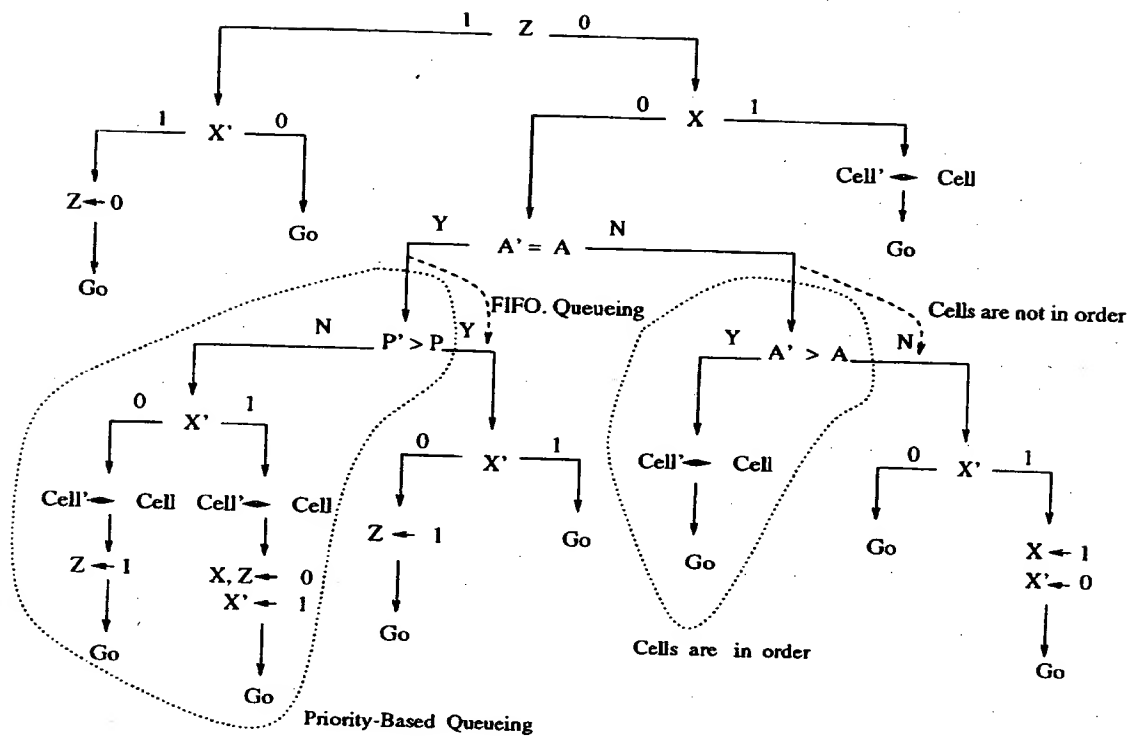 1 Z 0
1 X' 0
0 X 1
Z 0
Go
Go
Cell' Cell
Go
Y A' = A N
FIFO. Queueing
Cells are not in order
N P' > P Y
Y A' > A N
0 X' 1
0 X' 1
Cell' Cell
0 X' 1
Cell' Cell
Cell' Cell
Z ← 1
Go
Go
Go
X ← 1
X' ← 0
Z ← 1
X, Z ← 0
X' ← 1
Go
Go
Go
Go
Cells are in order
Priority-Based Queueing